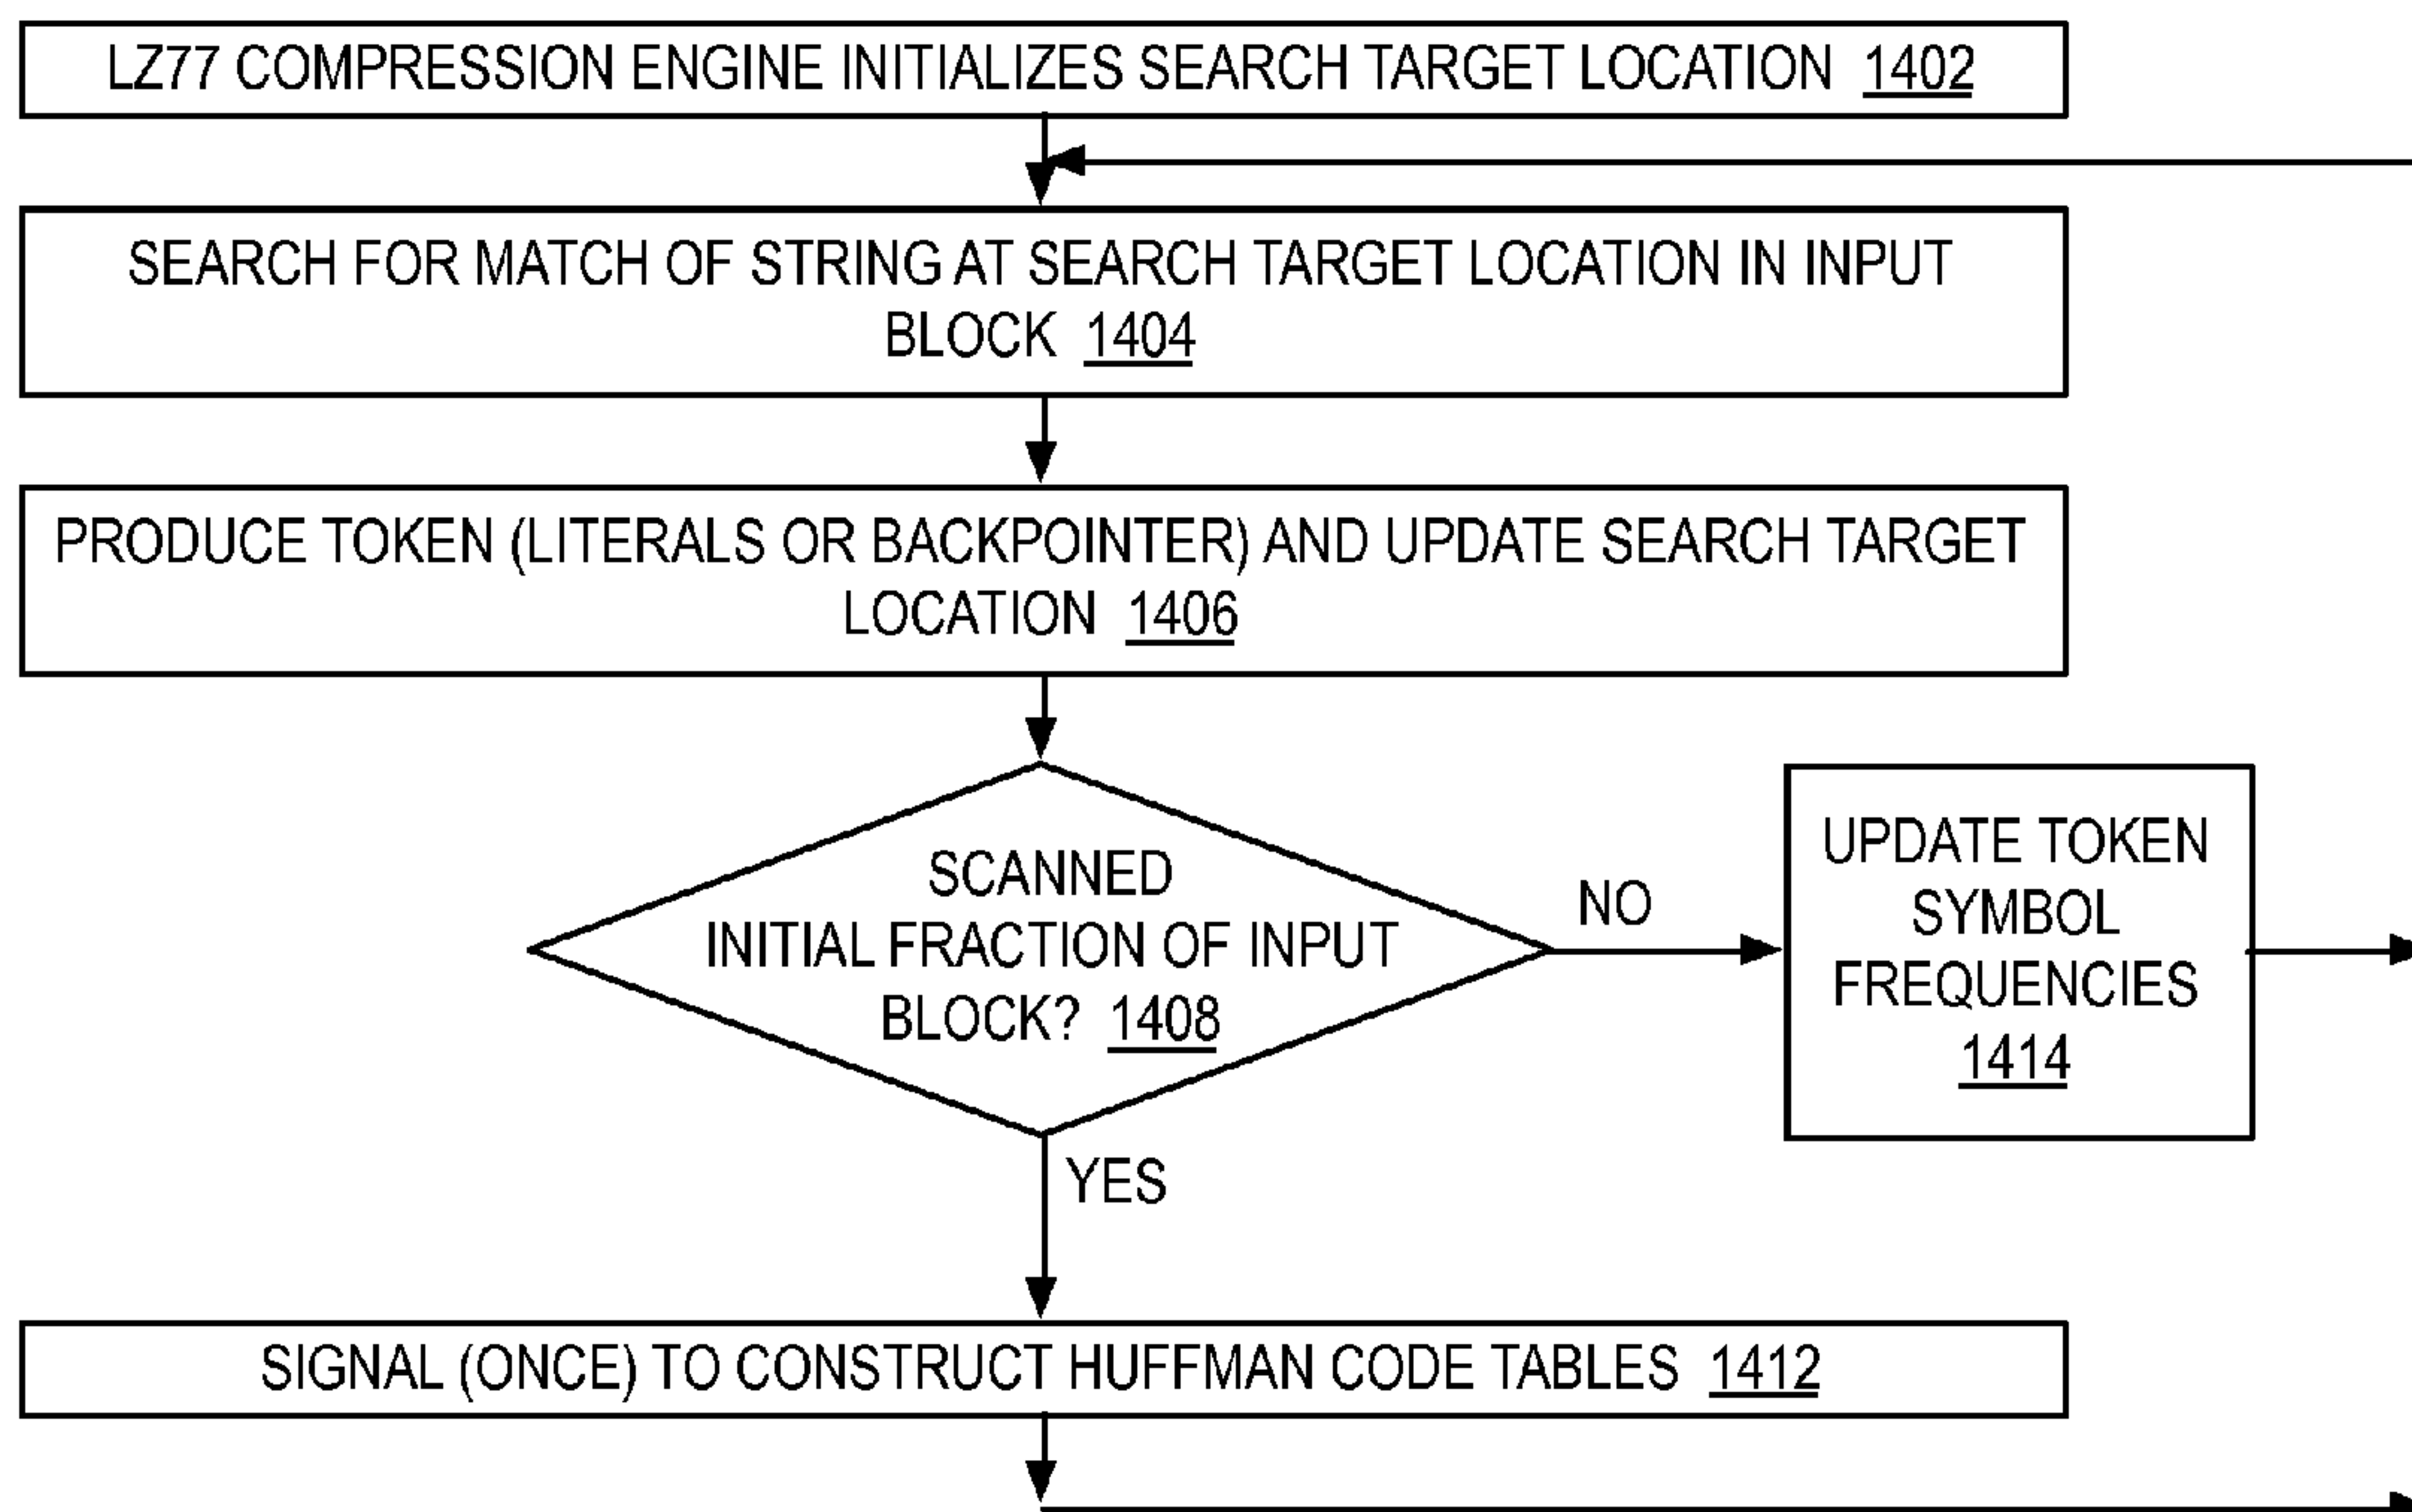 LZ77 COMPRESSION ENGINE INITIALIZES SEARCH TARGET LOCATION 1402
SEARCH FOR MATCH OF STRING AT SEARCH TARGET LOCATION IN INPUT
BLOCK 1404
PRODUCE TOKEN (LITERALS OR BACKPOINTER) AND UPDATE SEARCH TARGET
LOCATION 1406
SCANNED
INITIAL FRACTION OF INPUT
BLOCK? 1408
NO
UPDATE TOKEN
SYMBOL
FREQUENCIES
1414
YES
SIGNAL (ONCE) TO CONSTRUCT HUFFMAN CODE TABLES 1412